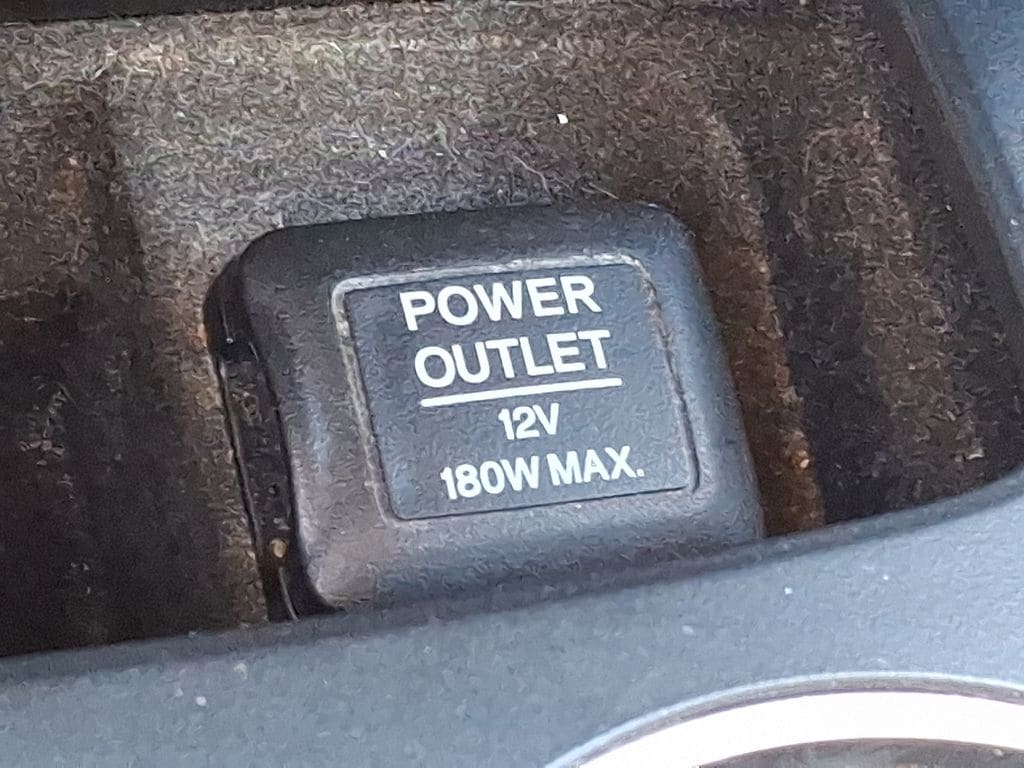 POWER
OUTLET
12V
180W MAX.